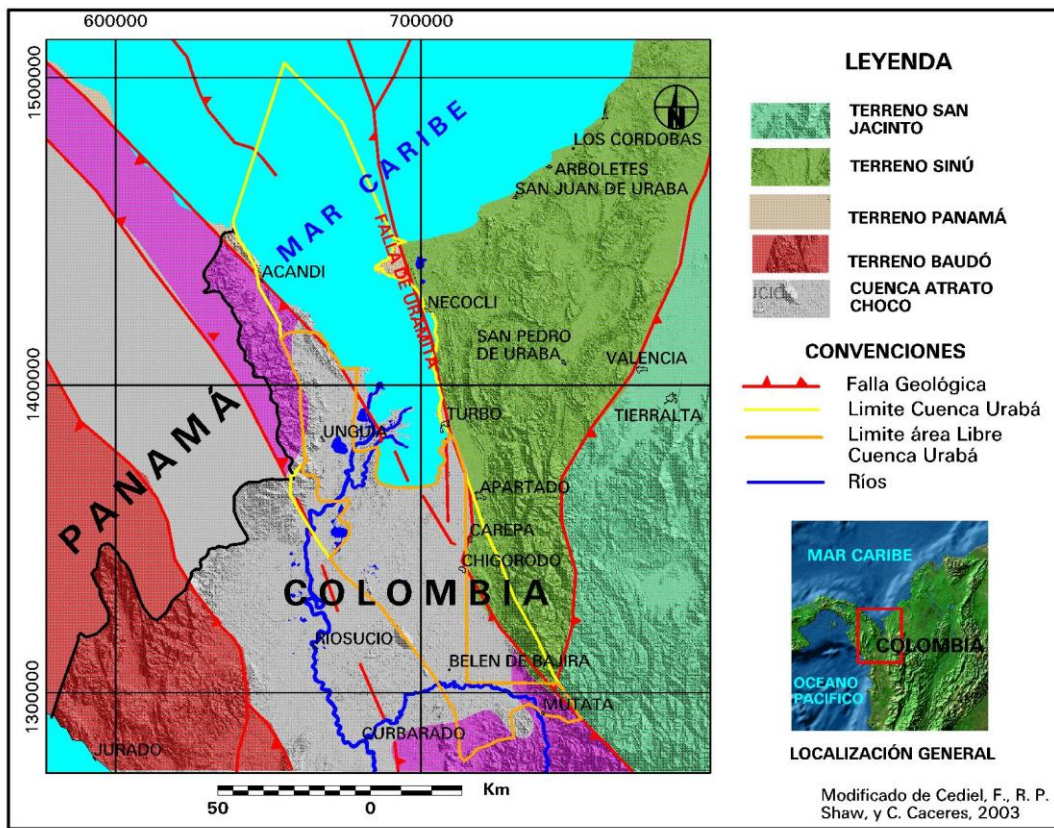 600000
700000
1500000
1400000
1300000
MAR CARIBE
N
LOS CORDOBAS
ARBOLETES
SAN JUAN DE URABA
ACANDI
FALLA DE URAMITA
NECOCLI
SAN PEDRO
DE URABA
VALENCIA
TIERRALTA
TURBO
UNGUIA
PANAMÁ
APARTADO
CAREPA
CHIGORODO
COLOMBIA
RIOSUCIO
BELEN DE BAJIRA
MUTATA
CURBARADO
JURADO
50
0
Km
LEYENDA
TERRENO SAN
JACINTO
TERRENO SINÚ
TERRENO PANAMÁ
TERRENO BAUDÓ
CUENCA ATRATO
CHOCO
CONVENCIONES
Falla Geológica
Limite Cuenca Urabá
Limite área Libre
Cuenca Urabá
Ríos
MAR CARIBE
COLOMBIA
OCEANO
PACIFICO
LOCALIZACIÓN GENERAL
Modificado de Cediel, F., R. P.
Shaw, y C. Caceres, 2003